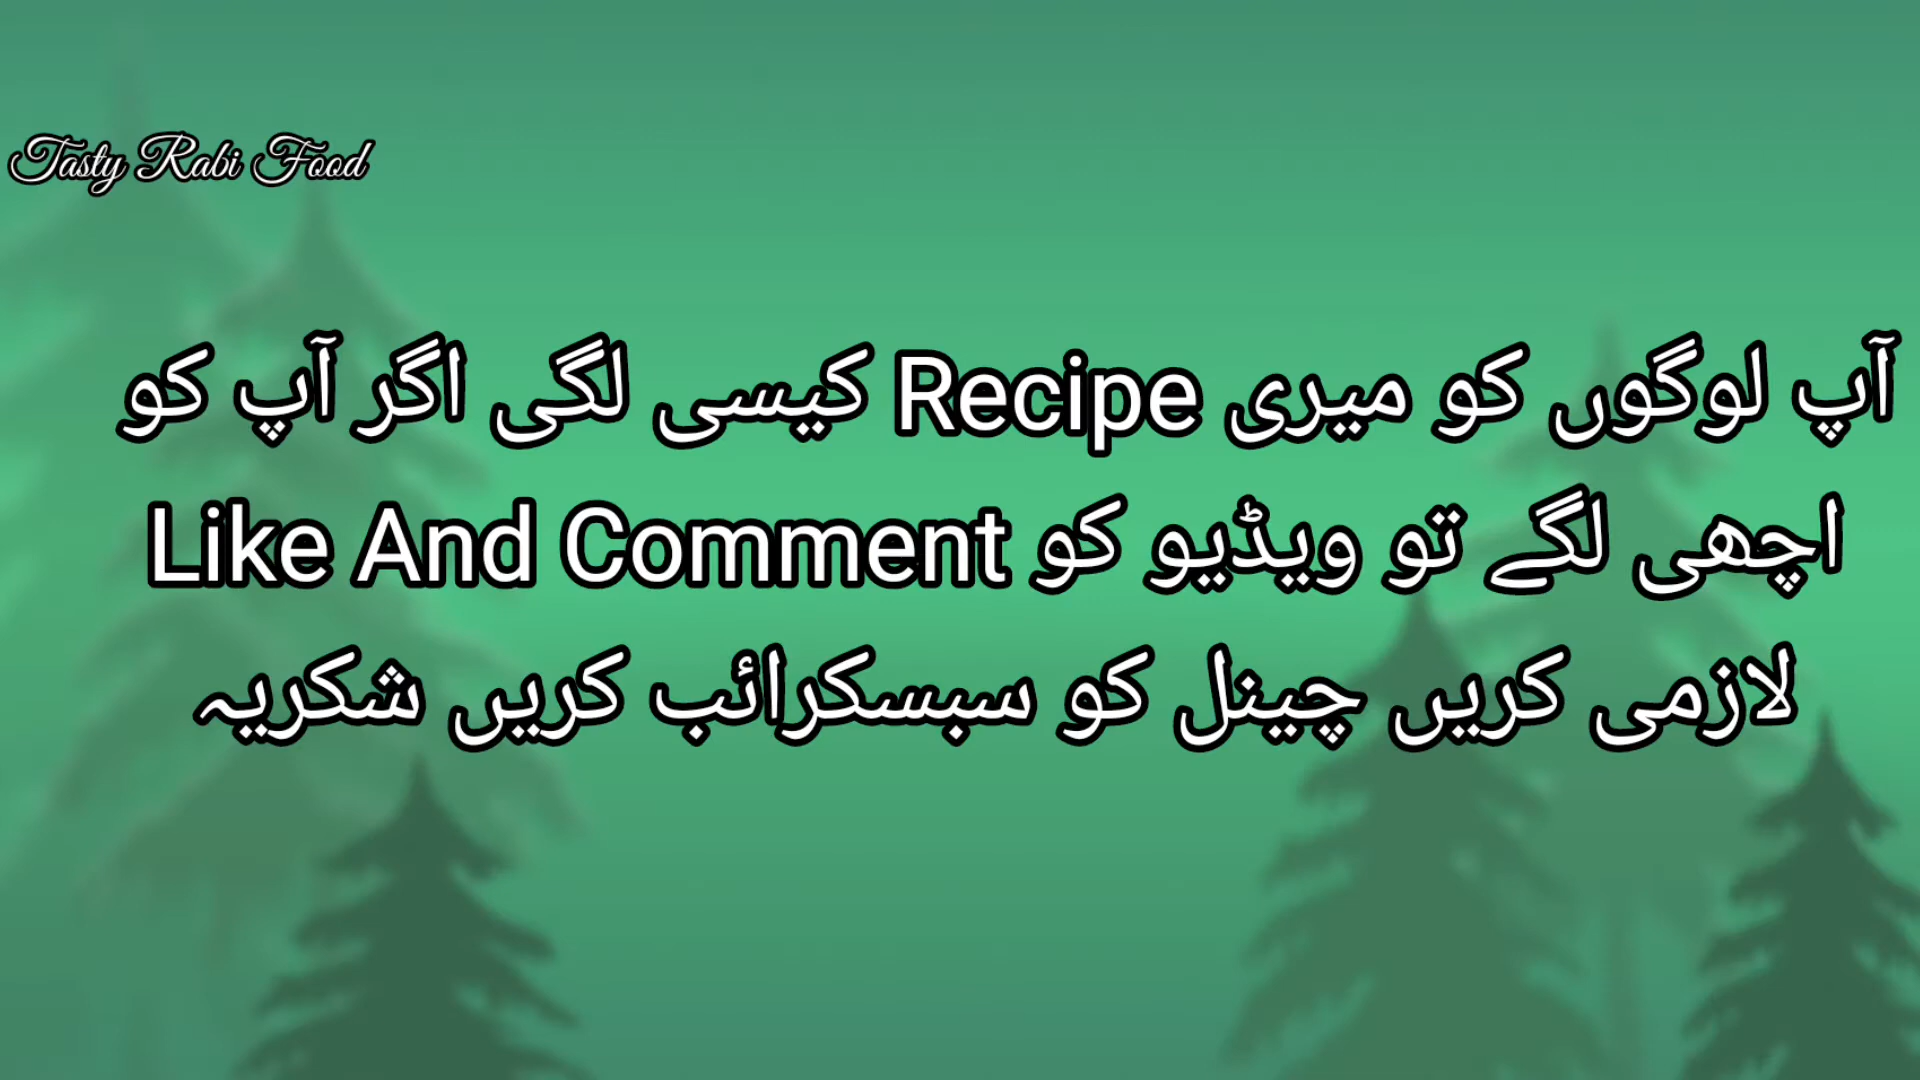 Tasty Rabi Food
آپ لوگوں کو میری Recipe کیسی لگی اگر آپ کو
اچھی لگے تو ویڈیو کو Like And Comment
لازمی کریں چینل کو سبسکرائب کریں شکریہ